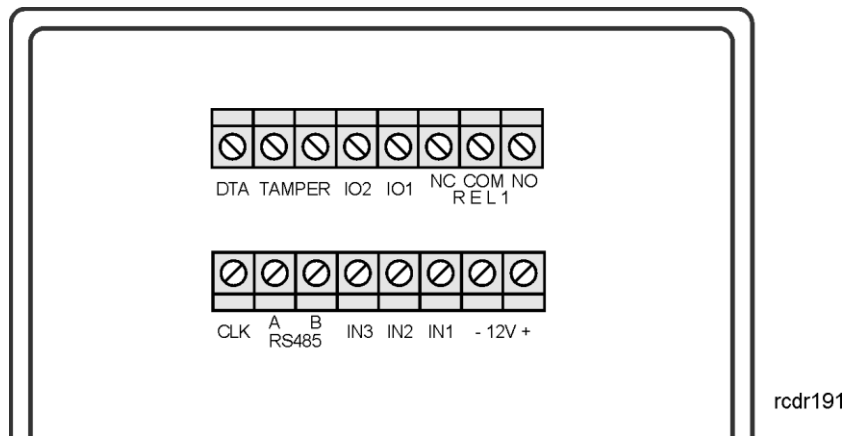 DTA TAMPER IO2 IO1 NC COM NO
REL1
CLK A B IN3 IN2 IN1 - 12V +
RS485
rcdr191